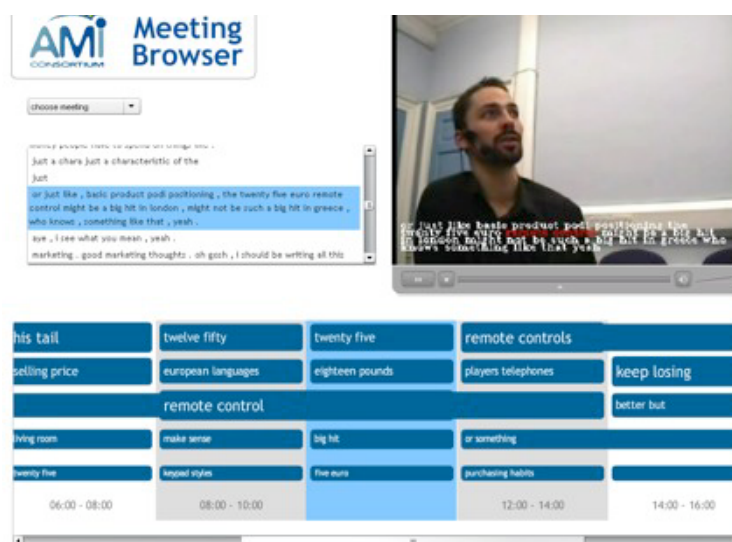 AMI
CONSORTIUM
Meeting
Browser
choose meeting
just a chara just a characteristic of the
just
or just like , basic product podi positioning , the twenty five euro remote
control might be a big hit in london , might not be such a big hit in greece ,
who knows , something like that , yeah .
aye , i see what you mean , yeah .
marketing . good marketing thoughts . oh gosh , i should be writing all this
or just like basic product podi positioning the
twenty five euro remote control might be a big hit
in london might not be such a big hit in greece who
knows something like that yeah
his tail
twelve fifty
twenty five
remote controls
selling price
european languages
eighteen pounds
players telephones
keep losing
remote control
better but
living room
make sense
big hit
or something
twenty five
keypad styles
five euro
purchasing habits
06:00 - 08:00
08:00 - 10:00
12:00 - 14:00
14:00 - 16:00